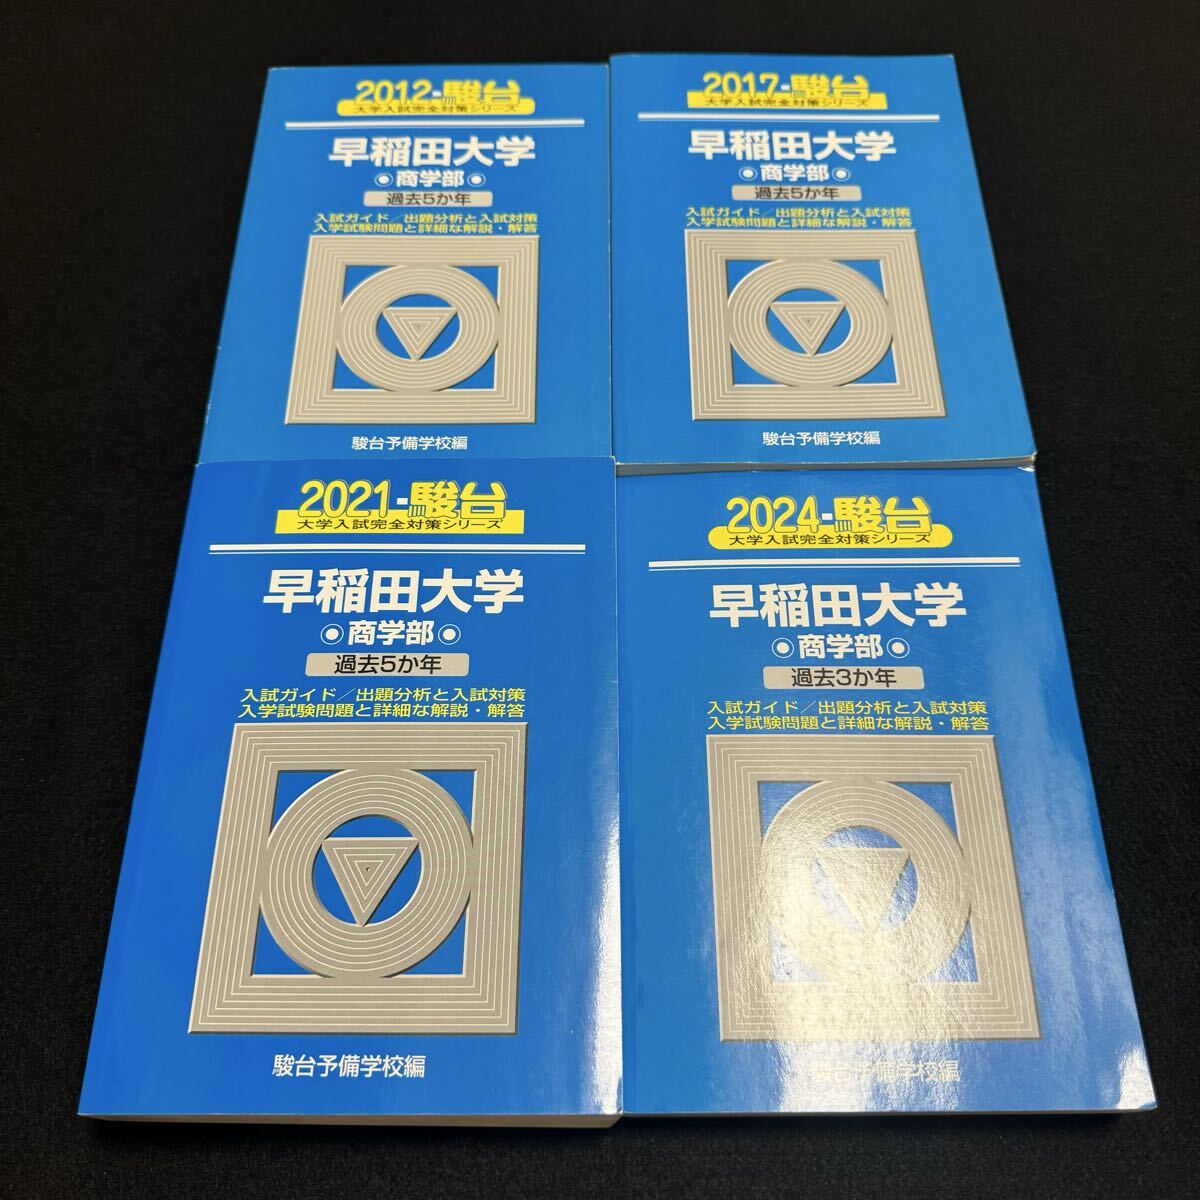 2012-駿台
大学入試完全対策シリーズ
早稲田大学
商学部
過去5か年
入試ガイド／出題分析と入試対策
入学試験問題と詳細な解説・解答
駿台予備学校編
2017-駿台
大学入試完全対策シリーズ
早稲田大学
商学部
過去5か年
入試ガイド／出題分析と入試対策
入学試験問題と詳細な解説・解答
駿台予備学校編
2021-駿台
大学入試完全対策シリーズ
早稲田大学
商学部
過去5か年
入試ガイド／出題分析と入試対策
入学試験問題と詳細な解説・解答
駿台予備学校編
2024-駿台
大学入試完全対策シリーズ
早稲田大学
商学部
過去3か年
入試ガイド／出題分析と入試対策
入学試験問題と詳細な解説・解答
駿台予備学校編